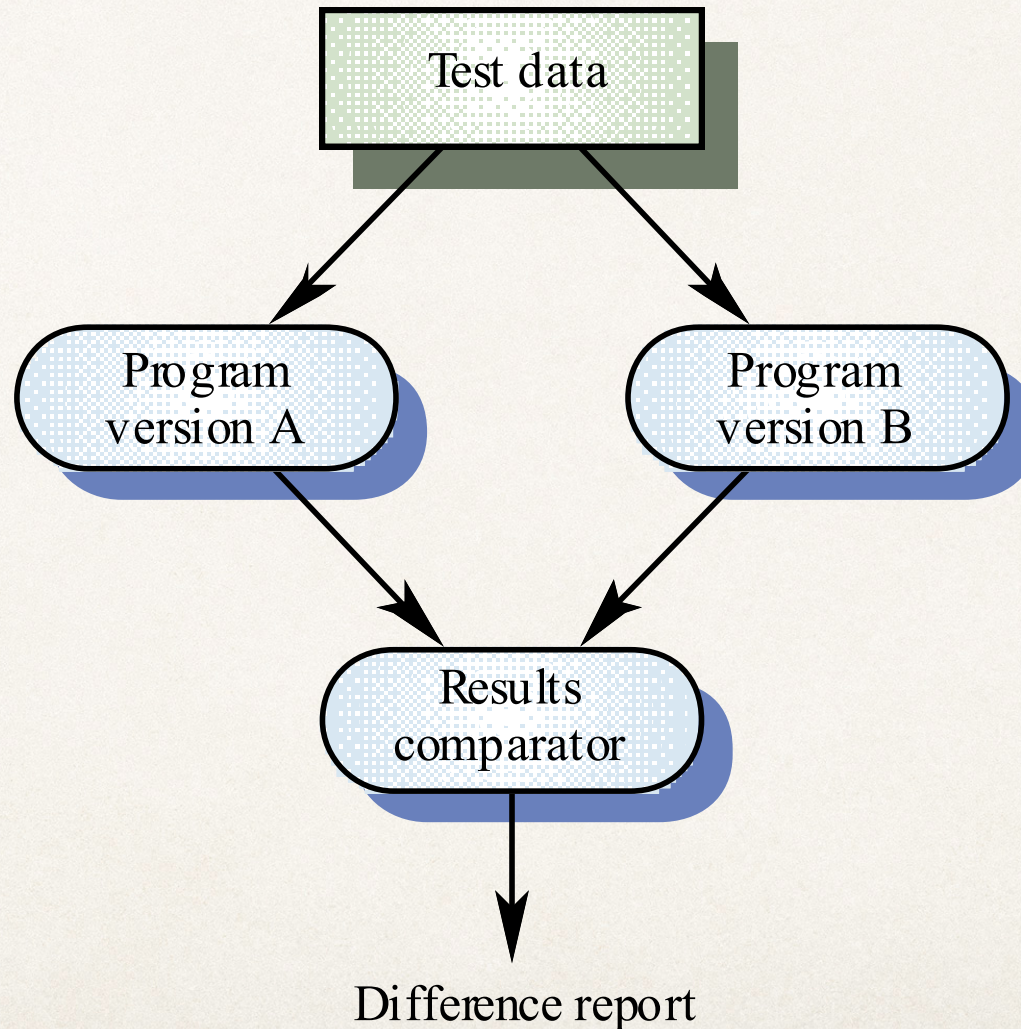 Test data
Program
version A
Program
version B
Results
comparator
Difference report